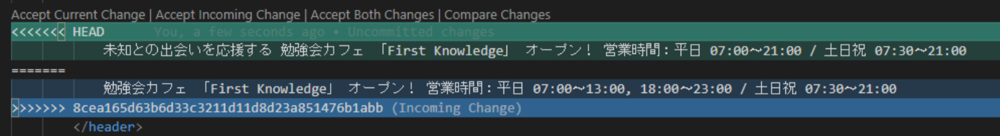 Accept Current Change | Accept Incoming Change | Accept Both Changes | Compare Changes
<<<<<<< HEAD You, a few seconds ago • Uncommitted changes
未知との出会いを応援する 勉強会カフェ 「First Knowledge」 オープン! 営業時間:平日 07:00～21:00 / 土日祝 07:30～21:00
=======
勉強会カフェ 「First Knowledge」 オープン! 営業時間:平日 07:00～13:00, 18:00～23:00 / 土日祝 07:30～21:00
>>>>>>> 8cea165d63b6d33c3211d11d8d23a851476b1abb (Incoming Change)
</header>